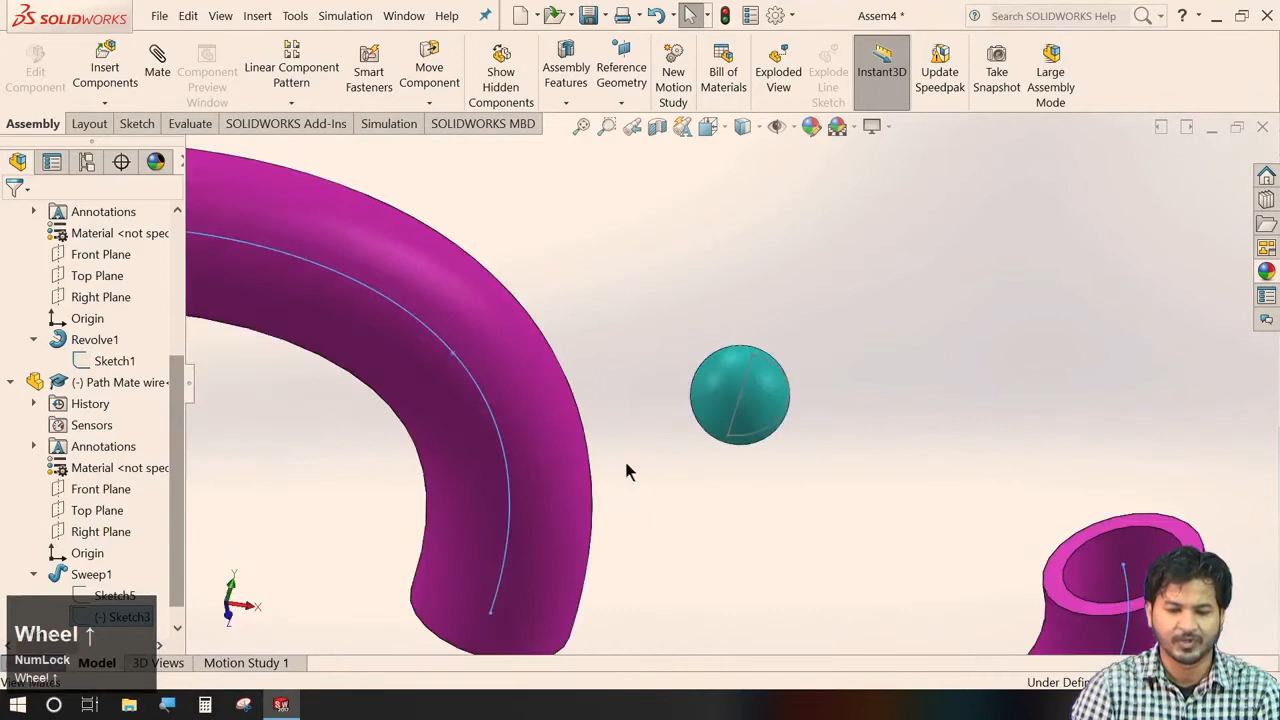 SOLIDWORKS
File Edit View Insert Tools Simulation Window Help
Assem4 *
Search SOLIDWORKS Help
Edit Component
Insert Components
Mate
Component Preview Window
Linear Component Pattern
Smart Fasteners
Move Component
Show Hidden Components
Assembly Features
Reference Geometry
New Motion Study
Bill of Materials
Exploded View
Explode Line Sketch
Instant3D
Update Speedpak
Take Snapshot
Large Assembly Mode
Assembly Layout Sketch Evaluate SOLIDWORKS Add-Ins Simulation SOLIDWORKS MBD
Annotations
Material <not spec
Front Plane
Top Plane
Right Plane
Origin
Revolve1
Sketch1
(-) Path Mate wire
History
Sensors
Annotations
Material <not spec
Front Plane
Top Plane
Right Plane
Origin
Sweep1
Sketch5
(-) Sketch3
Wheel ↑
NumLock
Wheel ↑
Model 3D Views Motion Study 1
View Mates
Under Defi
Y
X
Z